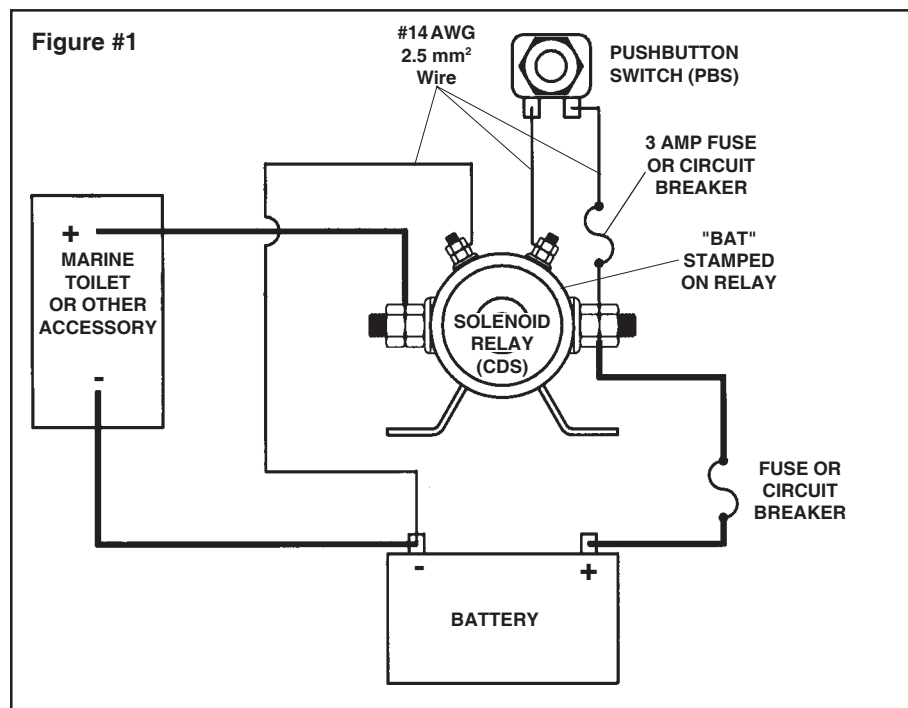 Figure #1
#14 AWG
2.5 mm²
Wire
PUSHBUTTON
SWITCH (PBS)
3 AMP FUSE
OR CIRCUIT
BREAKER
"BAT"
STAMPED
ON RELAY
+
MARINE
TOILET
OR OTHER
ACCESSORY
-
SOLENOID
RELAY
(CDS)
FUSE OR
CIRCUIT
BREAKER
- +
BATTERY